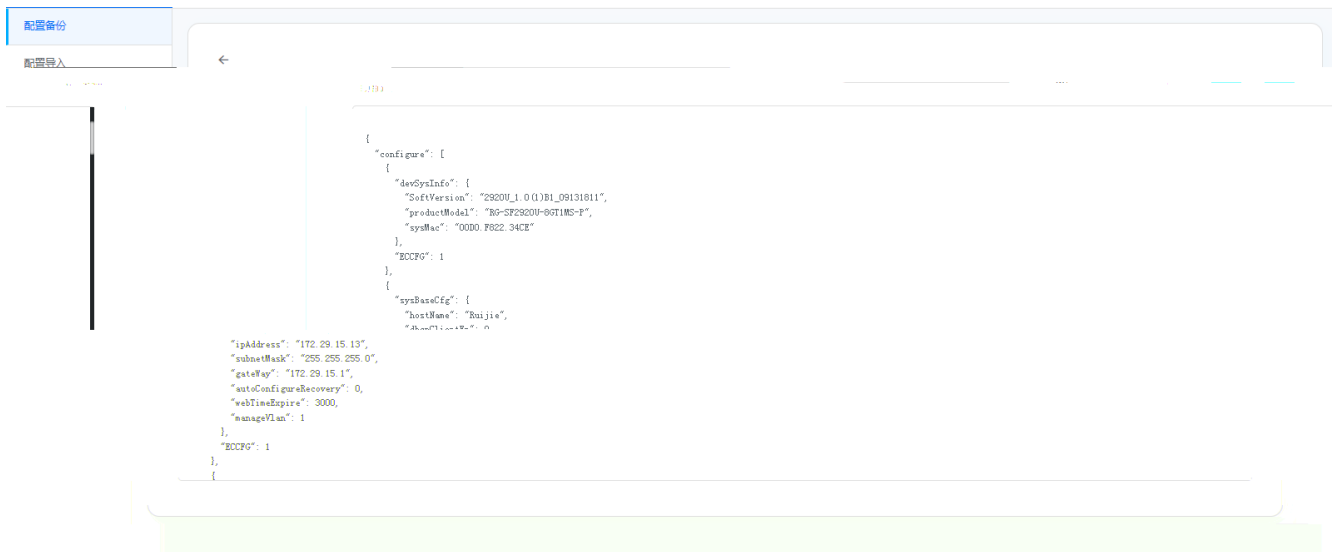 配置备份
配置导入
←
{
"configure": [
{
"devSysInfo": {
"SoftVersion": "2920U_1.0(1)B1_09131811",
"productModel": "RG-SF2920U-8GT1MS-P",
"sysMac": "00D0.F822.34CE"
},
"ECCFG": 1
},
{
"sysBaseCfg": {
"hostName": "Ruijie",
"ipAddress": "172.29.15.13",
"subnetMask": "255.255.255.0",
"gateWay": "172.29.15.1",
"autoConfigureRecovery": 0,
"webTimeExpire": 3000,
"manageVlan": 1
},
"ECCFG": 1
},
{